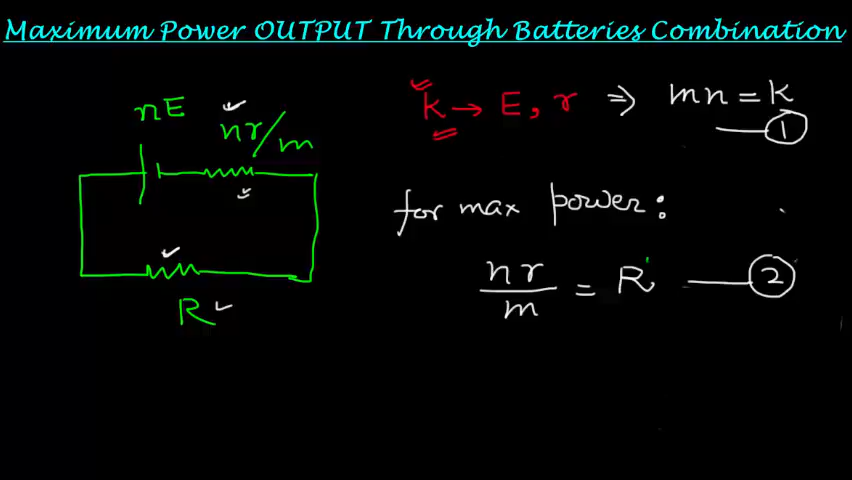 Maximum Power OUTPUT Through Batteries Combination
nE
nr/m
R
k → E, r ⇒ mn = K
1
for max power:
nr/m = R
2